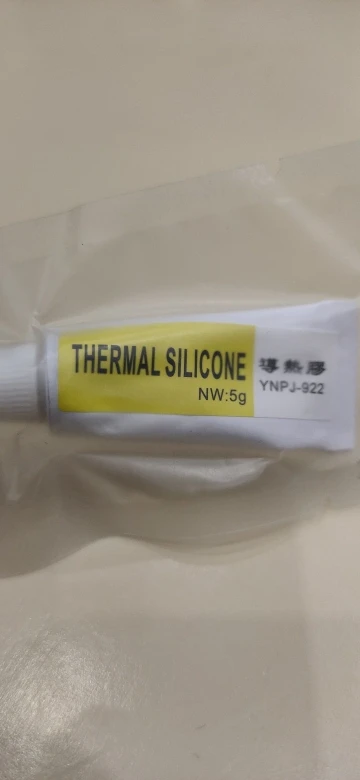 THERMAL SILICONE
NW:5g
導熱膠
YNPJ-922